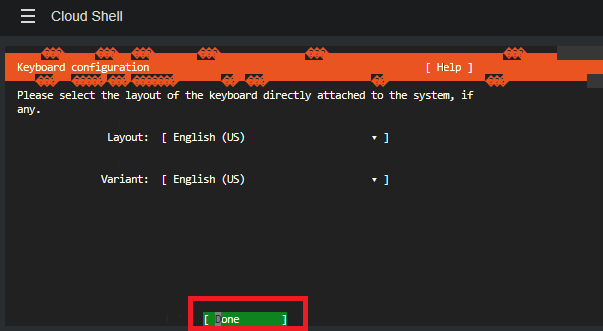 Cloud Shell
Keyboard configuration [ Help ]
Please select the layout of the keyboard directly attached to the system, if
any.
Layout: [ English (US) ▾ ]
Variant: [ English (US) ▾ ]
[ Done ]